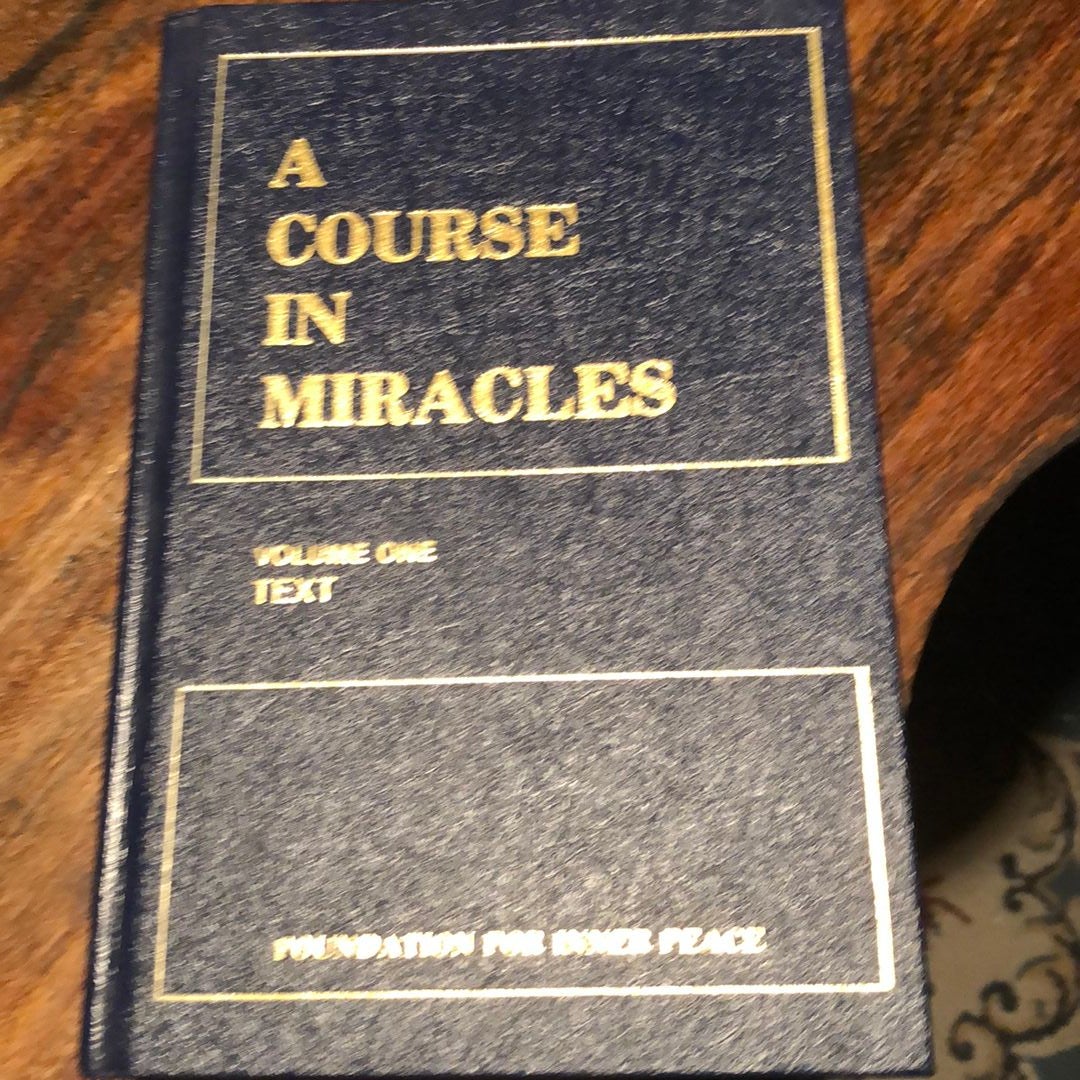 A
COURSE
IN
MIRACLES
VOLUME ONE
TEXT
FOUNDATION FOR INNER PEACE